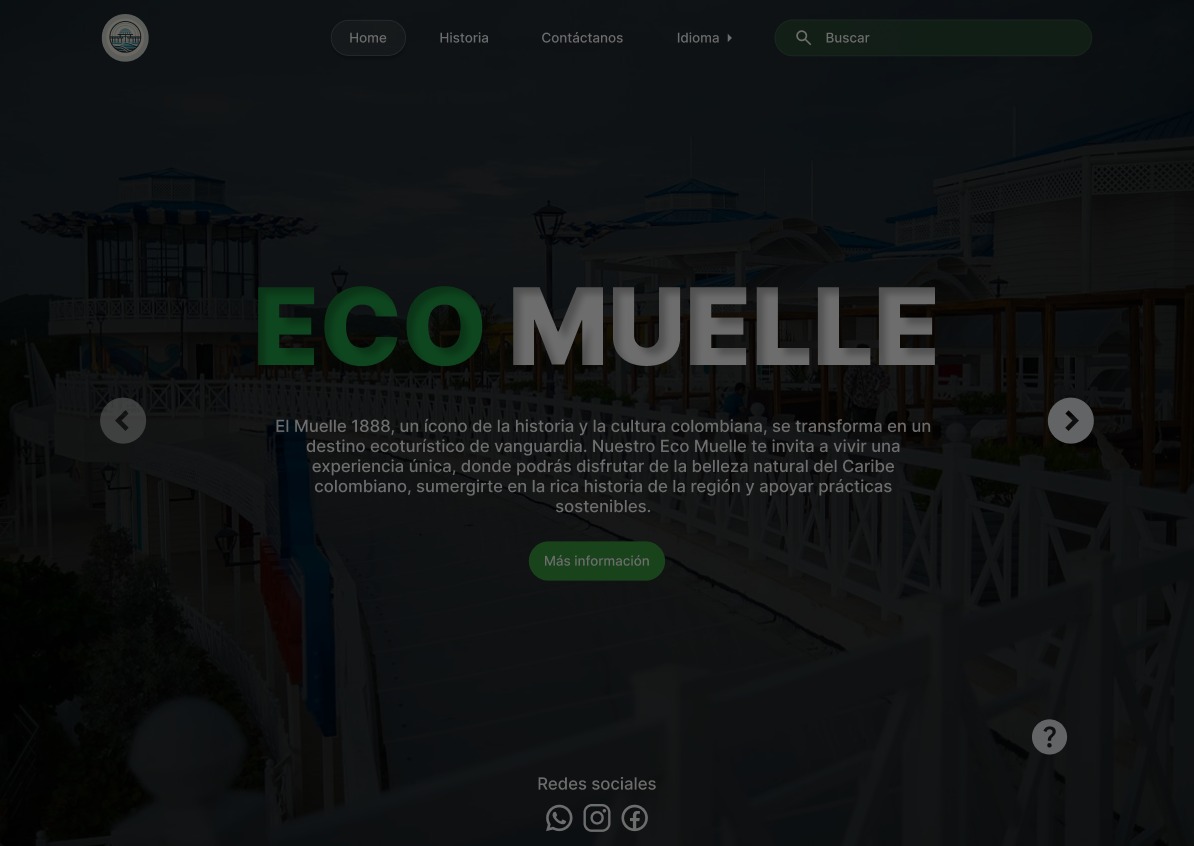 Home
Historia
Contáctanos
Idioma
Buscar
ECO MUELLE
El Muelle 1888, un ícono de la historia y la cultura colombiana, se transforma en un
destino ecoturístico de vanguardia. Nuestro Eco Muelle te invita a vivir una
experiencia única, donde podrás disfrutar de la belleza natural del Caribe
colombiano, sumergirte en la rica historia de la región y apoyar prácticas
sostenibles.
Más información
?
Redes sociales